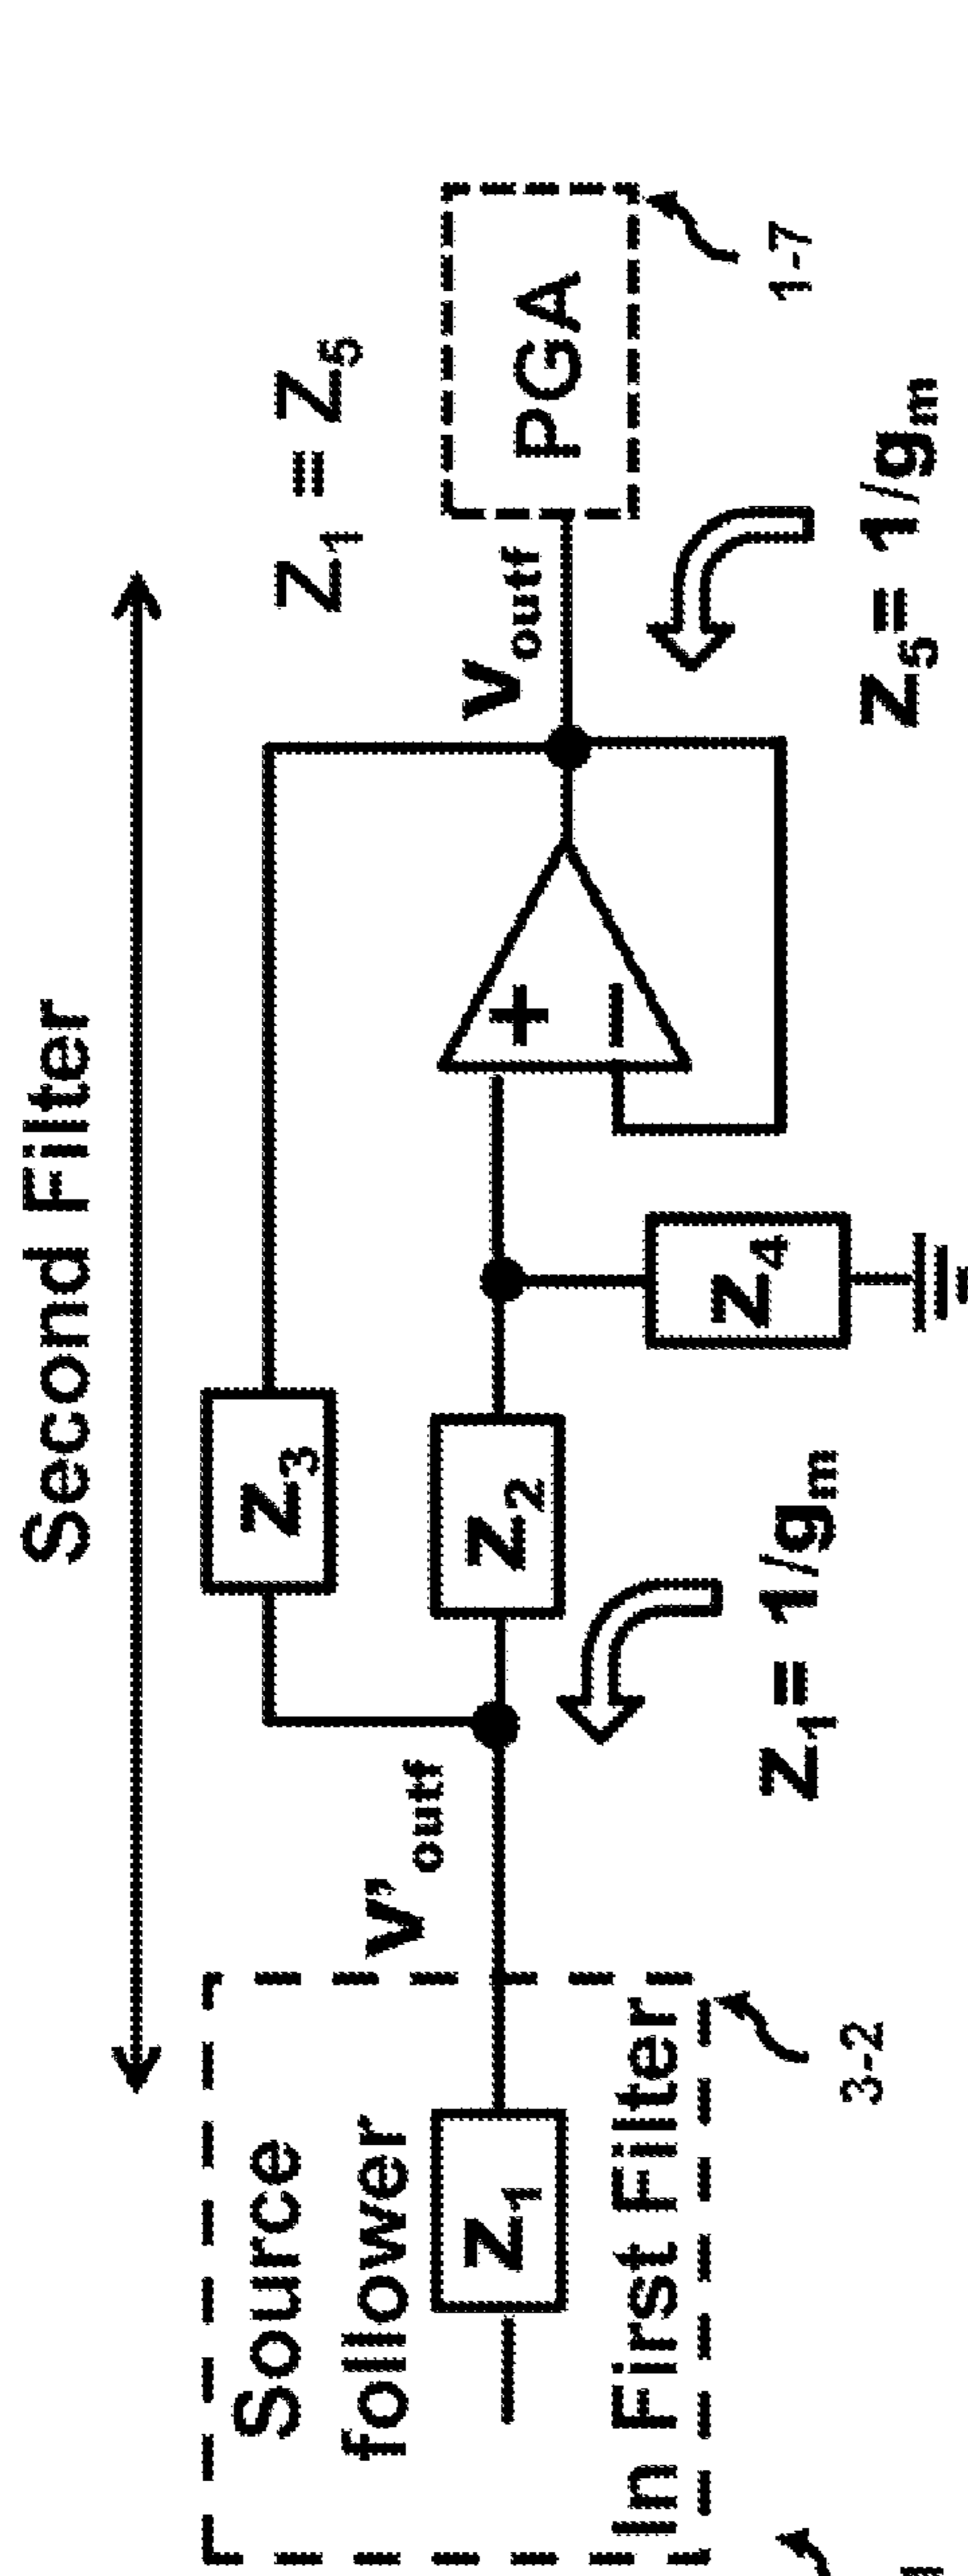 Second Filter
Z1 = Z5
Z3
Source
follower
Z1
In First Filter
V'outf
Z2
Z4
+
−
Voutf
PGA
1-7
3-2
Z1= 1/gm
Z5= 1/gm